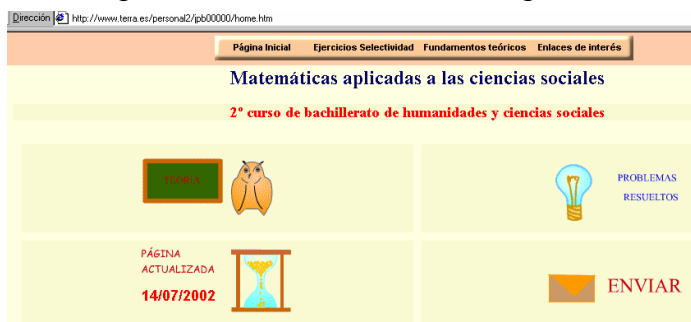 Dirección http://www.terra.es/personal2/jpb00000/home.htm
Página Inicial Ejercicios Selectividad Fundamentos teóricos Enlaces de interés
Matemáticas aplicadas a las ciencias sociales
2º curso de bachillerato de humanidades y ciencias sociales
TEORIA
PROBLEMAS
RESUELTOS
PÁGINA
ACTUALIZADA
14/07/2002
ENVIAR